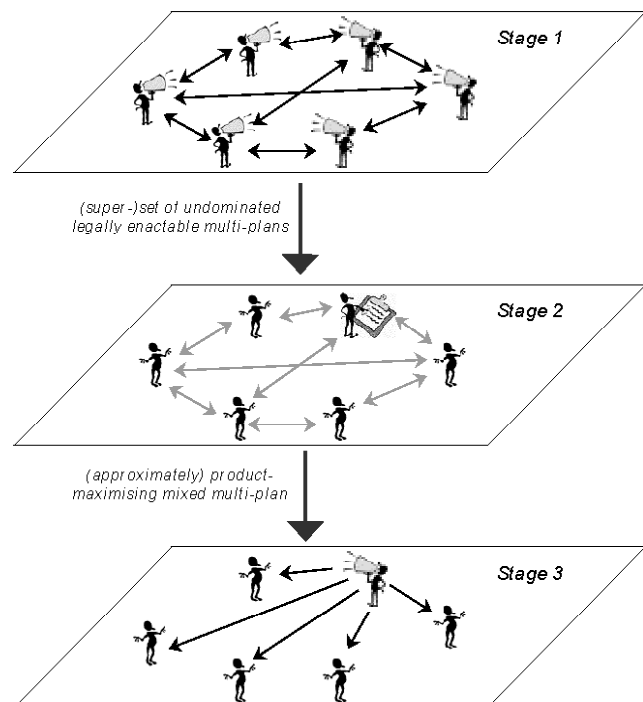 Stage 1
(super-)set of undominated
legally enactable multi-plans
Stage 2
(approximately) product-
maximising mixed multi-plan
Stage 3